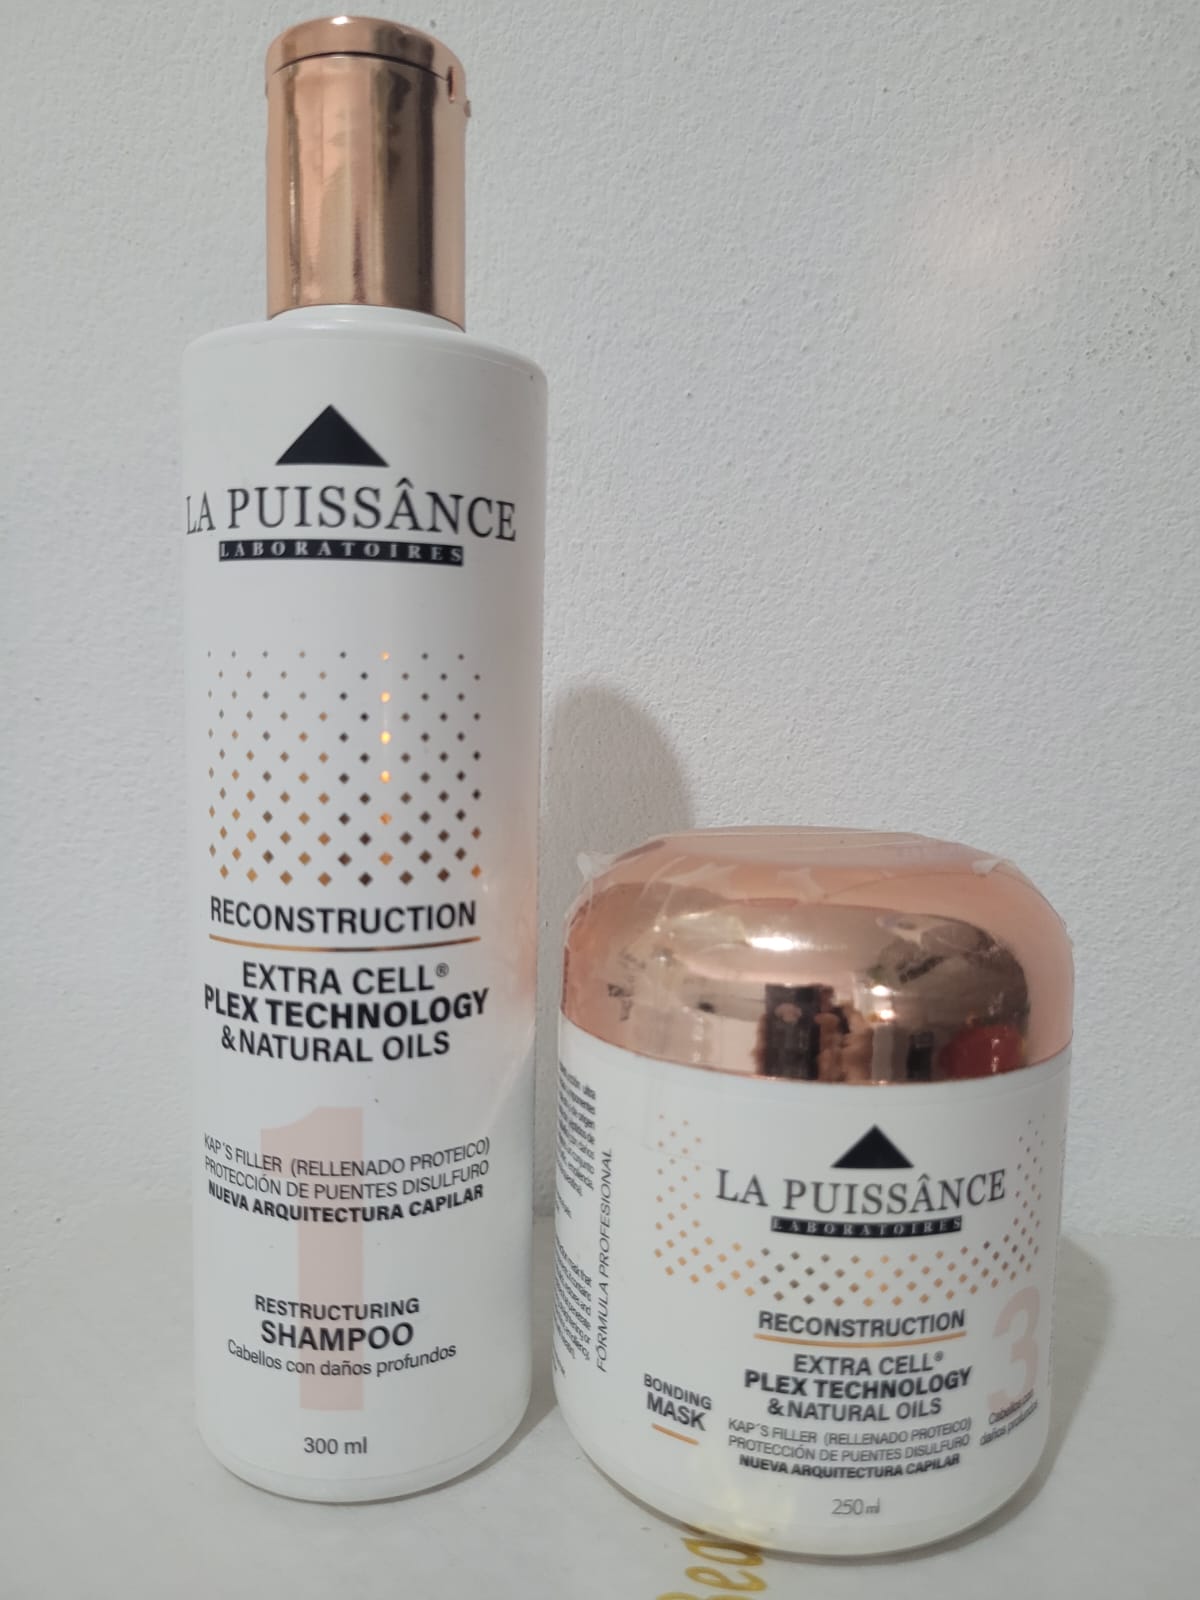 LA PUISSÂNCE
LABORATOIRES
RECONSTRUCTION
EXTRA CELL®
PLEX TECHNOLOGY
&NATURAL OILS
1
KAP´S FILLER (RELLENADO PROTEICO)
PROTECCIÓN DE PUENTES DISULFURO
NUEVA ARQUITECTURA CAPILAR
RESTRUCTURING
SHAMPOO
Cabellos con daños profundos
300 ml
FÓRMULA PROFESIONAL
LA PUISSÂNCE
LABORATOIRES
RECONSTRUCTION
EXTRA CELL®
PLEX TECHNOLOGY
&NATURAL OILS
KAP´S FILLER (RELLENADO PROTEICO)
PROTECCIÓN DE PUENTES DISULFURO
NUEVA ARQUITECTURA CAPILAR
250 ml
BONDING
MASK
3
Cabellos con
daños profundos